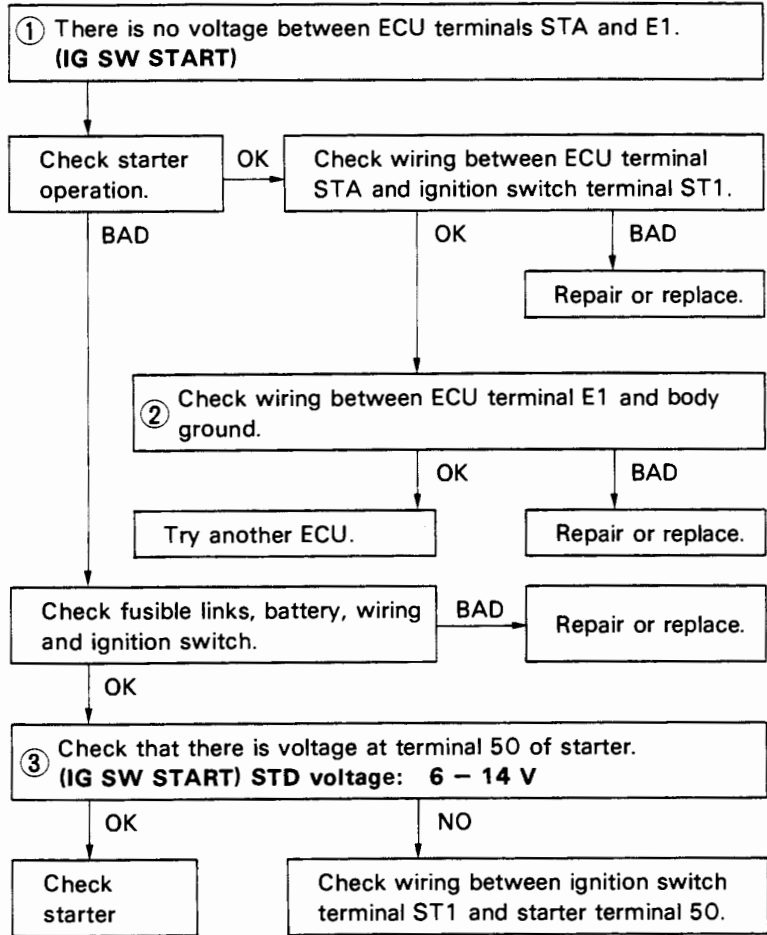 ① There is no voltage between ECU terminals STA and E1.
(IG SW START)
Check starter
operation.
OK
Check wiring between ECU terminal
STA and ignition switch terminal ST1.
BAD
OK
BAD
Repair or replace.
② Check wiring between ECU terminal E1 and body
ground.
OK
BAD
Try another ECU.
Repair or replace.
Check fusible links, battery, wiring
and ignition switch.
BAD
Repair or replace.
OK
③ Check that there is voltage at terminal 50 of starter.
(IG SW START) STD voltage: 6 – 14 V
OK
NO
Check
starter
Check wiring between ignition switch
terminal ST1 and starter terminal 50.